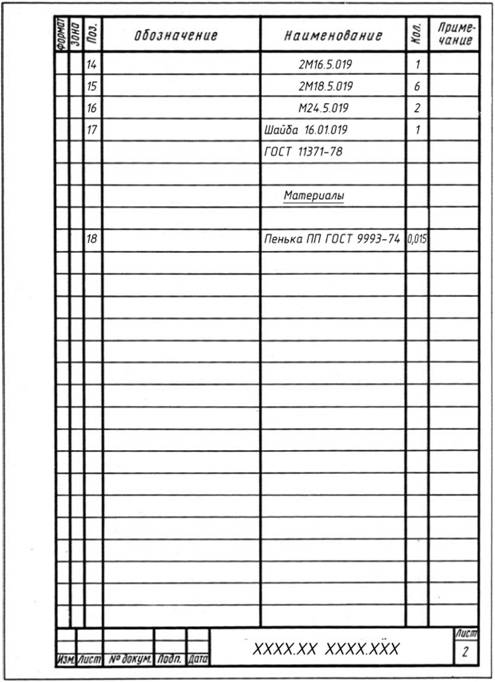 Формат Зона Поз. Обозначение Наименование Кол. Приме-
чание
14 2М16.5.019 1
15 2М18.5.019 6
16 М24.5.019 2
17 Шайба 16.01.019 1
ГОСТ 11371-78
Материалы
18 Пенька ПП ГОСТ 9993-74 0,015
Изм. Лист № докум. Подп. Дата
XXXX.XX XXXX.XXX
Лист
2